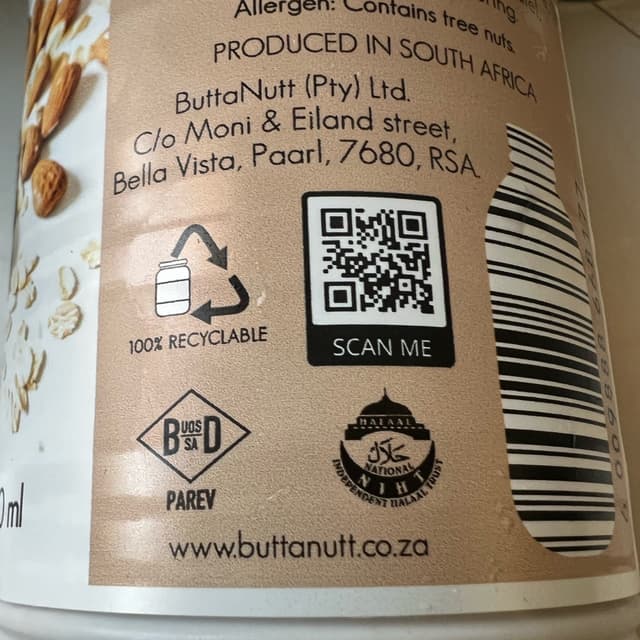 Allergen: Contains tree nuts.
PRODUCED IN SOUTH AFRICA
ButtaNutt (Pty) Ltd.
C/o Moni & Eiland street,
Bella Vista, Paarl, 7680, RSA.
100% RECYCLABLE
SCAN ME
B UOS SA D
PAREV
HALAAL
حلال
NATIONAL
NIHT
INDEPENDENT HALAAL TRUST
www.buttanutt.co.za
ml